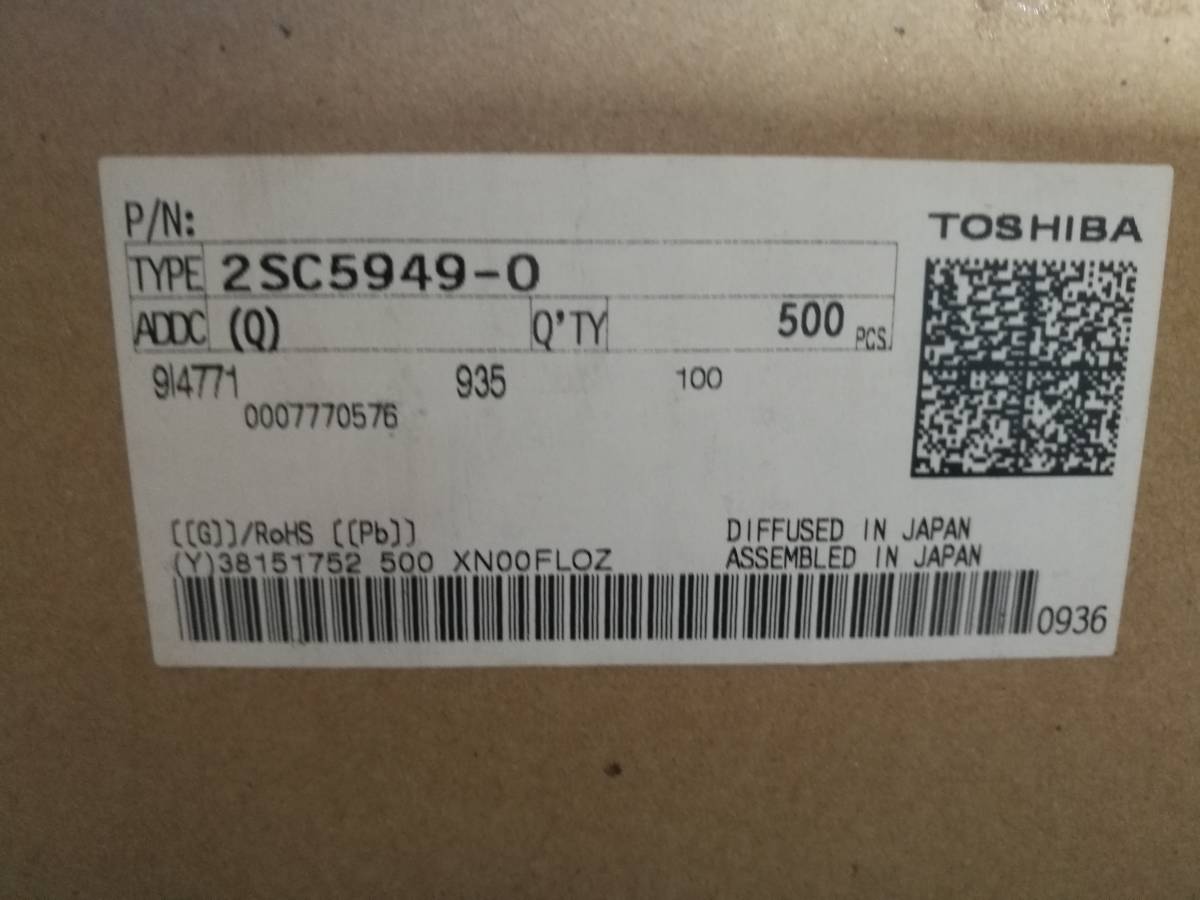 P/N:
TOSHIBA
TYPE 2SC5949-O
ADDC (Q) Q'TY 500 PCS.
9I4771 935 100
0007770576
[[G]]/RoHS [[Pb]] DIFFUSED IN JAPAN
(Y)38151752 500 XN00FLOZ ASSEMBLED IN JAPAN
0936